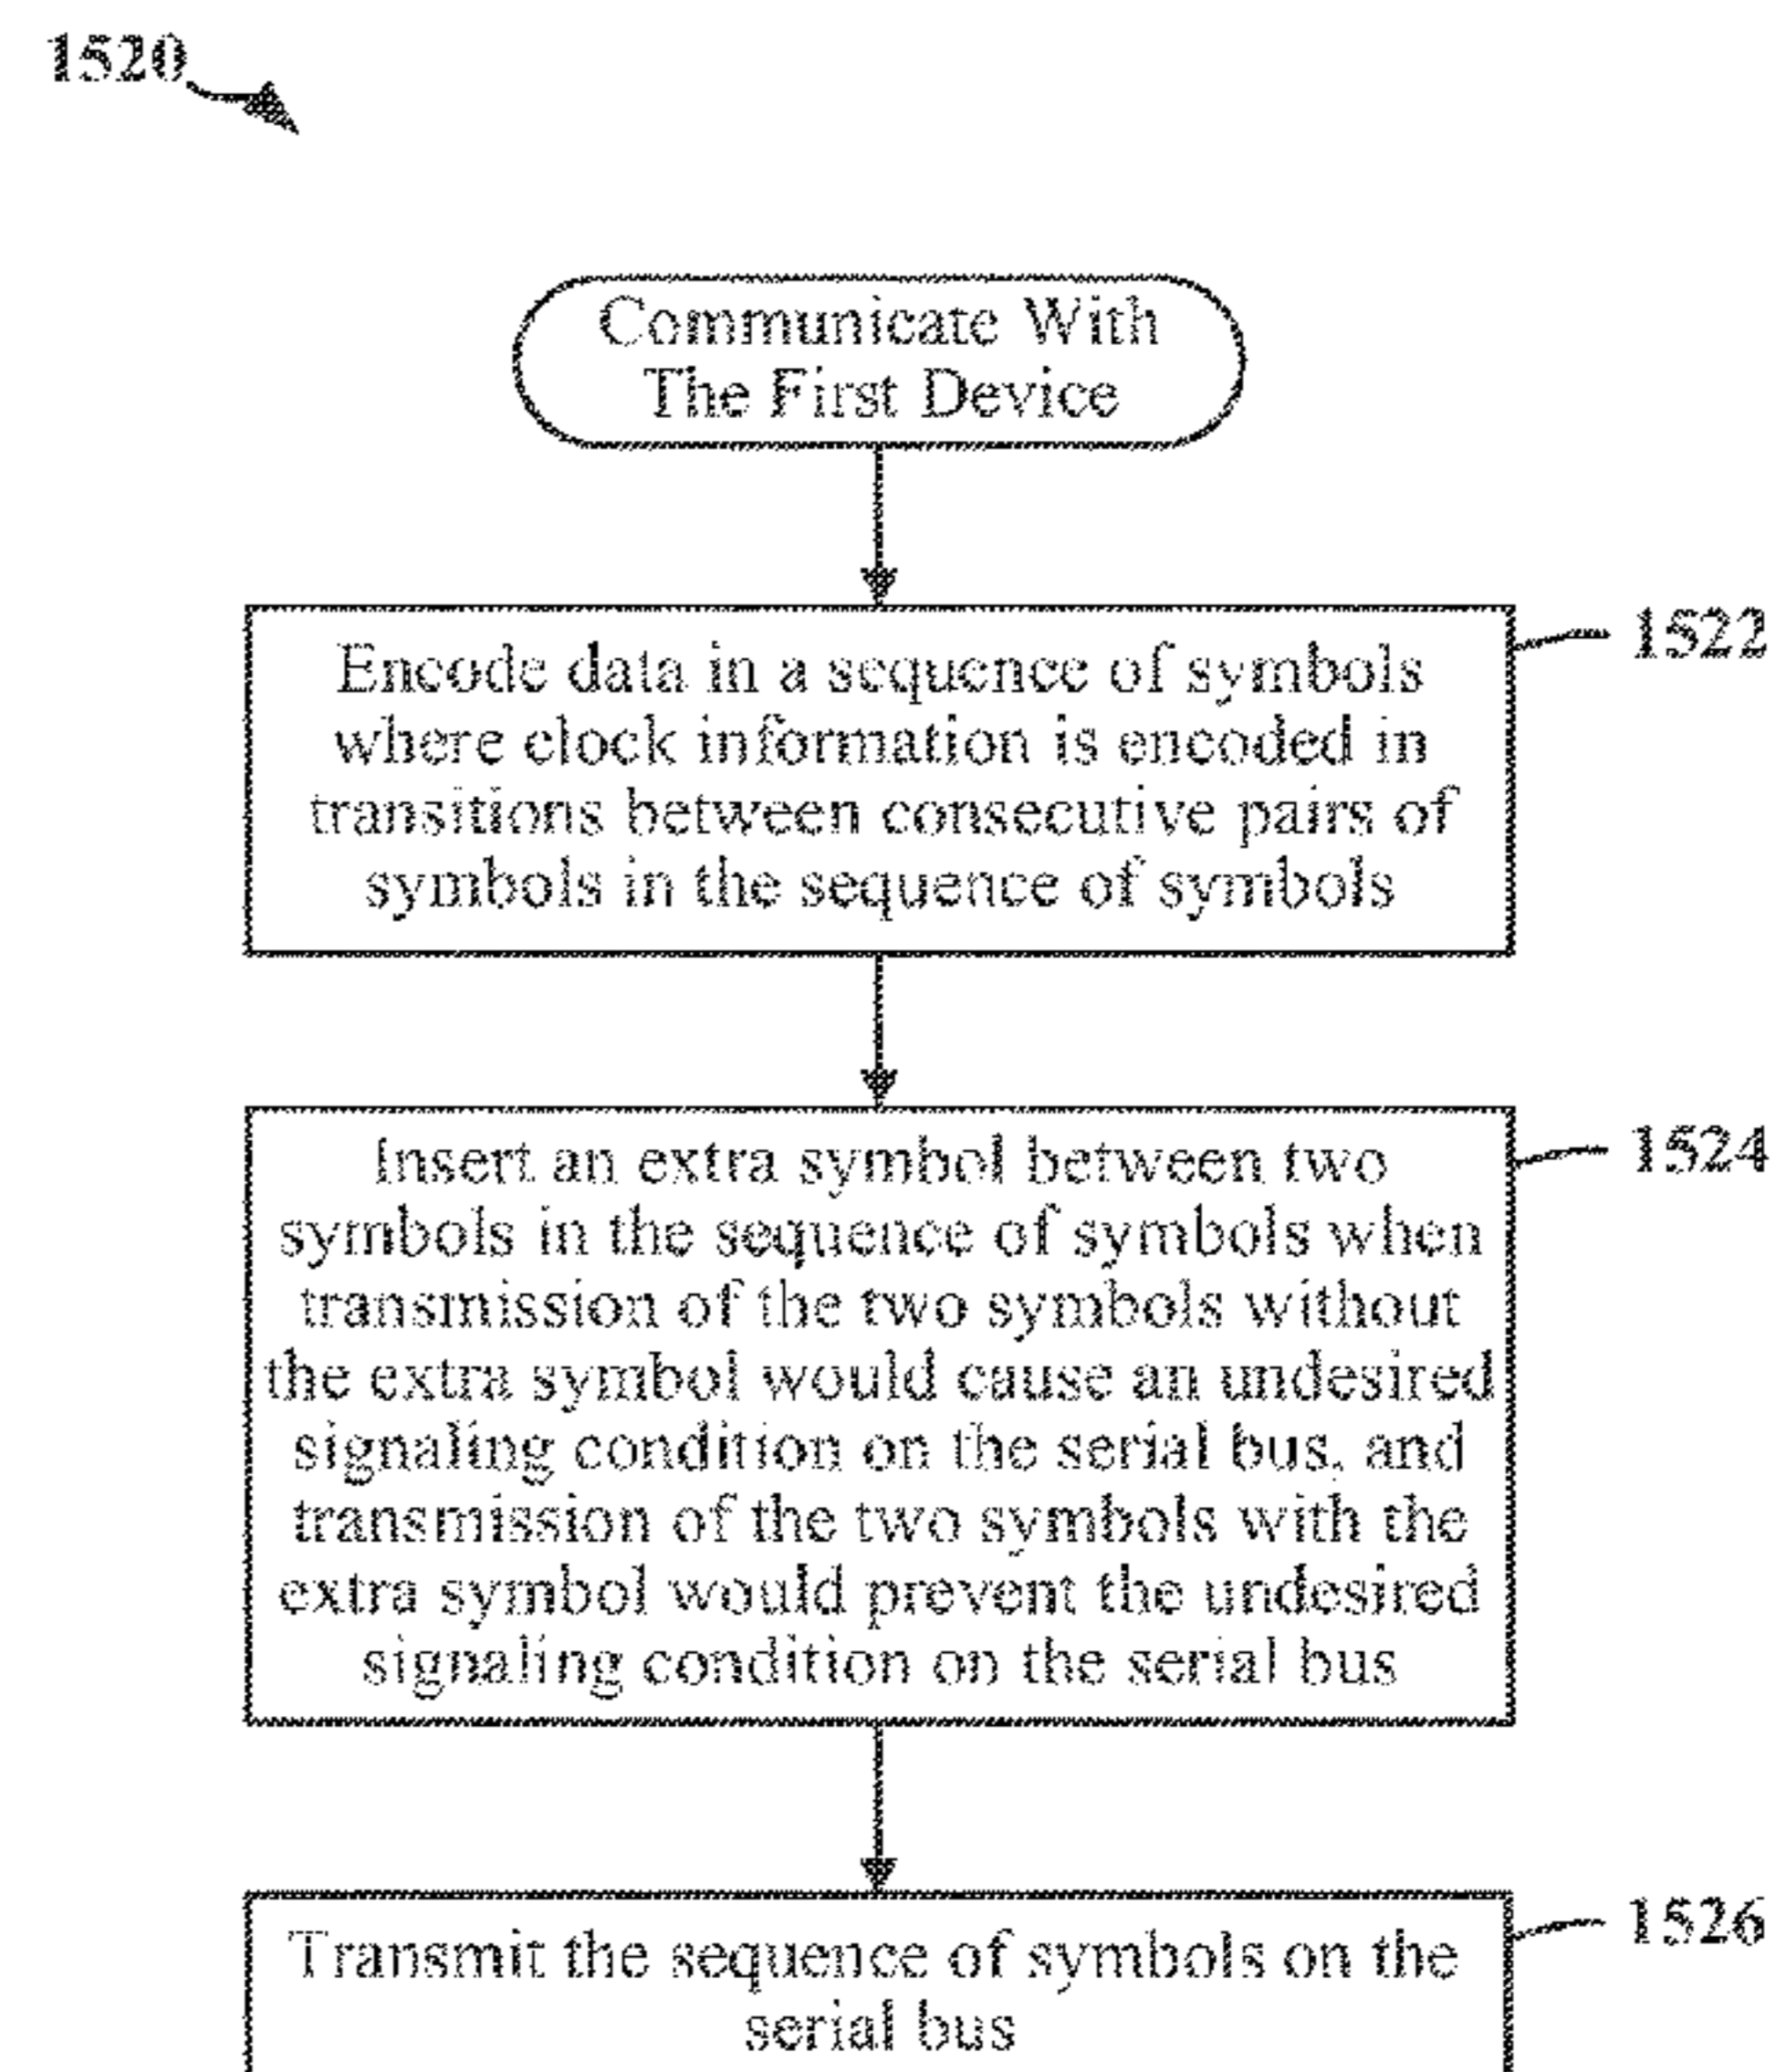 1520
Communicate With
The First Device
1522
Encode data in a sequence of symbols
where clock information is encoded in
transitions between consecutive pairs of
symbols in the sequence of symbols
1524
Insert an extra symbol between two
symbols in the sequence of symbols when
transmission of the two symbols without
the extra symbol would cause an undesired
signaling condition on the serial bus, and
transmission of the two symbols with the
extra symbol would prevent the undesired
signaling condition on the serial bus
1526
Transmit the sequence of symbols on the
serial bus